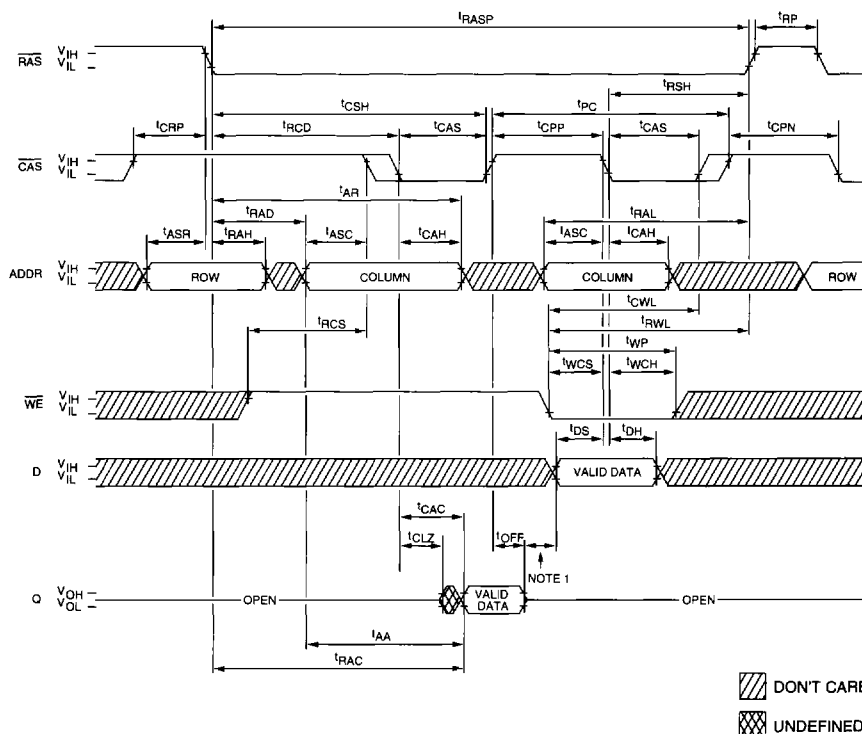 tRASP
tRP
RAS
VIH
VIL
tRSH
tCSH
tPC
tCRP
tRCD
tCAS
tCPP
tCAS
tCPN
CAS
VIH
VIL
tAR
tRAD
tRAL
tASR
tRAH
tASC
tCAH
tASC
tCAH
ADDR
VIH
VIL
ROW
COLUMN
COLUMN
ROW
tCWL
tRCS
tRWL
tWP
tWCS
tWCH
WE
VIH
VIL
tDS
tDH
D
VIH
VIL
VALID DATA
tCAC
tCLZ
tOFF
NOTE 1
Q
VOH
VOL
OPEN
VALID
DATA
OPEN
tAA
tRAC
DON'T CARE
UNDEFINED